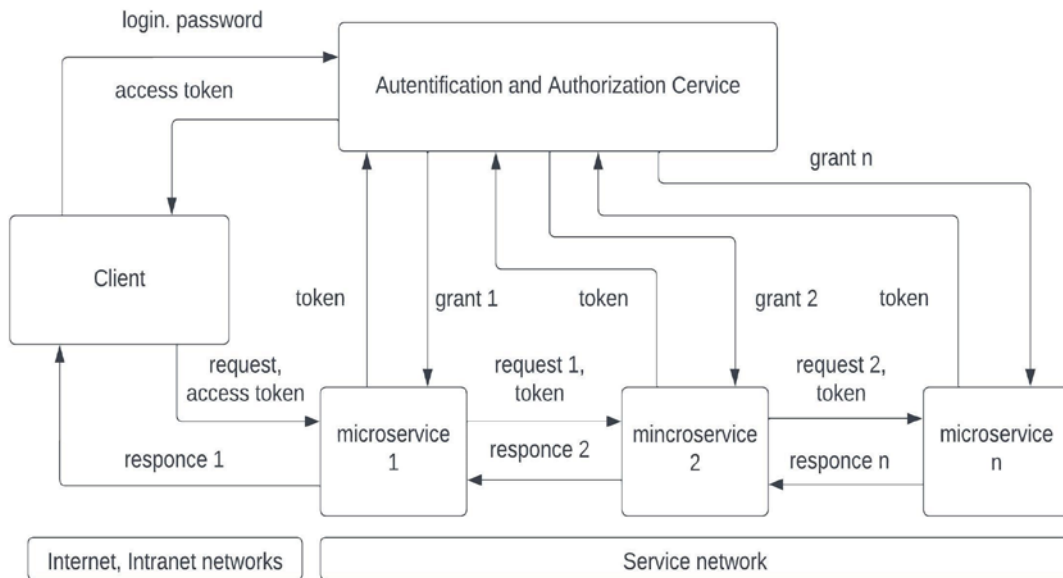 login. password
Autentification and Authorization Cervice
access token
grant n
Client
token
grant 1
token
grant 2
token
request,
access token
request 1,
token
request 2,
token
microservice
1
mincroservice
2
microservice
n
responce 1
responce 2
responce n
Internet, Intranet networks
Service network